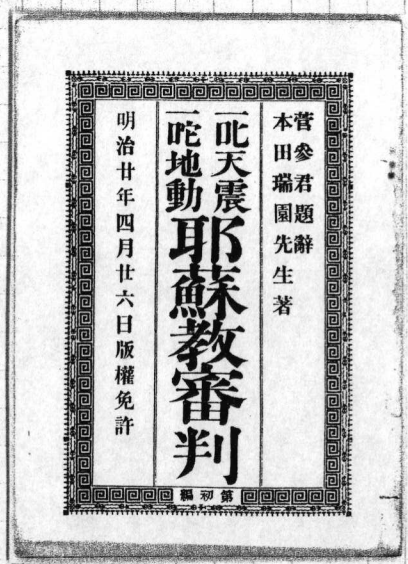 菅參君題辭
本田瑞園先生著
一叱天震
一咜地動
耶蘇教審判
明治廿年四月廿六日版權免許
第初編